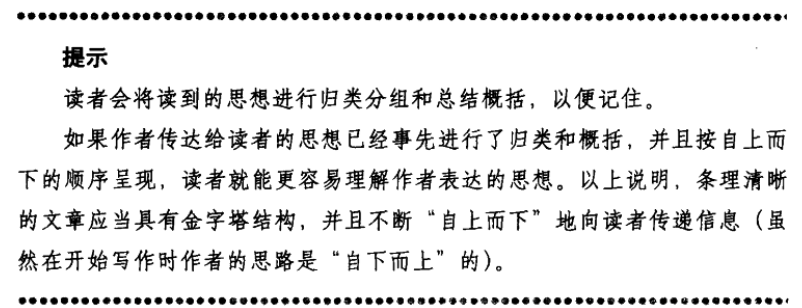 提示
读者会将读到的思想进行归类分组和总结概括，以便记住。
如果作者传达给读者的思想已经事先进行了归类和概括，并且按自上而
下的顺序呈现，读者就能更容易理解作者表达的思想。以上说明，条理清晰
的文章应当具有金字塔结构，并且不断“自上而下”地向读者传递信息（虽
然在开始写作时作者的思路是“自下而上”的）。